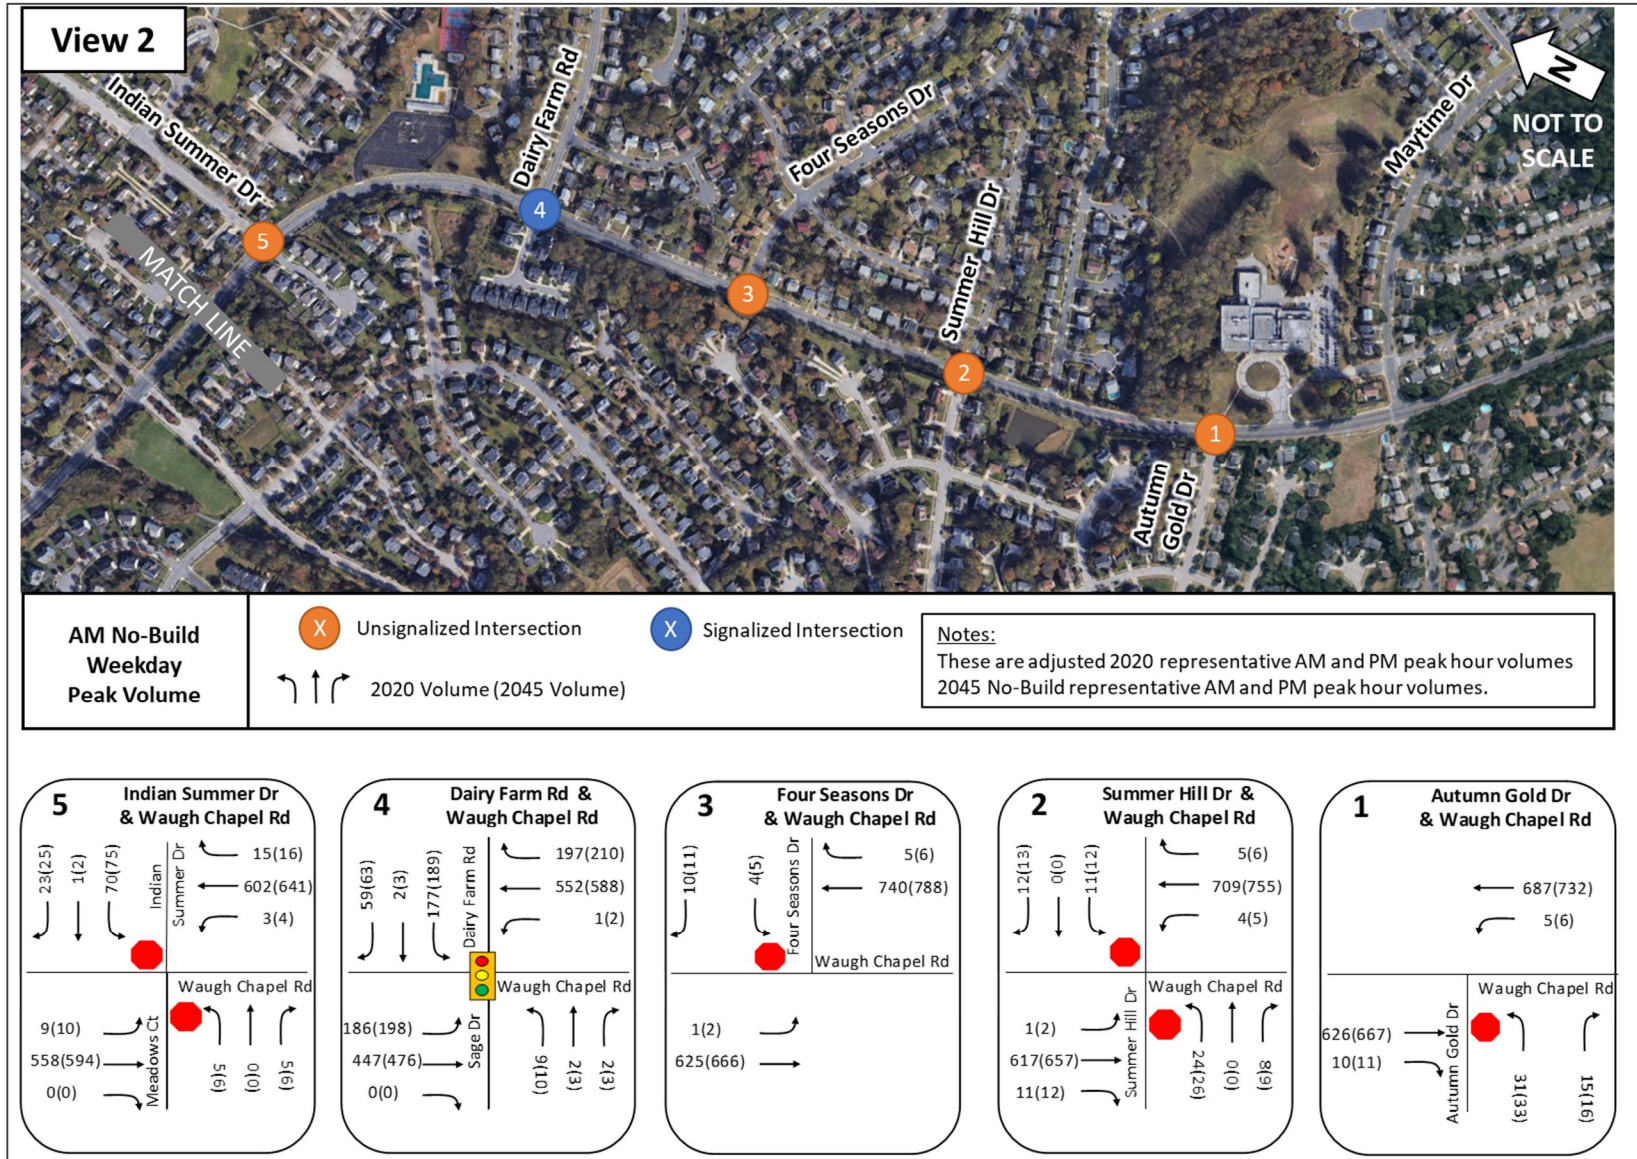 View 2
Indian Summer Dr
Dairy Farm Rd
Four Seasons Dr
Summer Hill Dr
Maytime Dr
N
NOT TO
SCALE
MATCH LINE
5
4
3
2
1
Autumn
Gold Dr
AM No-Build
Weekday
Peak Volume
X Unsignalized Intersection
X Signalized Intersection
2020 Volume (2045 Volume)
Notes:
These are adjusted 2020 representative AM and PM peak hour volumes
2045 No-Build representative AM and PM peak hour volumes.
5
Indian Summer Dr
& Waugh Chapel Rd
23(25)
1(2)
70(75)
Indian
Summer Dr
15(16)
602(641)
3(4)
Waugh Chapel Rd
9(10)
558(594)
0(0)
Meadows Ct
5(6)
0(0)
5(6)
4
Dairy Farm Rd &
Waugh Chapel Rd
59(63)
2(3)
177(189)
Dairy Farm Rd
197(210)
552(588)
1(2)
Waugh Chapel Rd
186(198)
447(476)
0(0)
Sage Dr
9(10)
2(3)
2(3)
3
Four Seasons Dr
& Waugh Chapel Rd
10(11)
4(5)
Four Seasons Dr
5(6)
740(788)
Waugh Chapel Rd
1(2)
625(666)
2
Summer Hill Dr &
Waugh Chapel Rd
12(13)
0(0)
11(12)
5(6)
709(755)
4(5)
Waugh Chapel Rd
1(2)
617(657)
11(12)
Summer Hill Dr
24(26)
0(0)
8(9)
1
Autumn Gold Dr
& Waugh Chapel Rd
687(732)
5(6)
Waugh Chapel Rd
626(667)
10(11)
Autumn Gold Dr
31(33)
15(16)